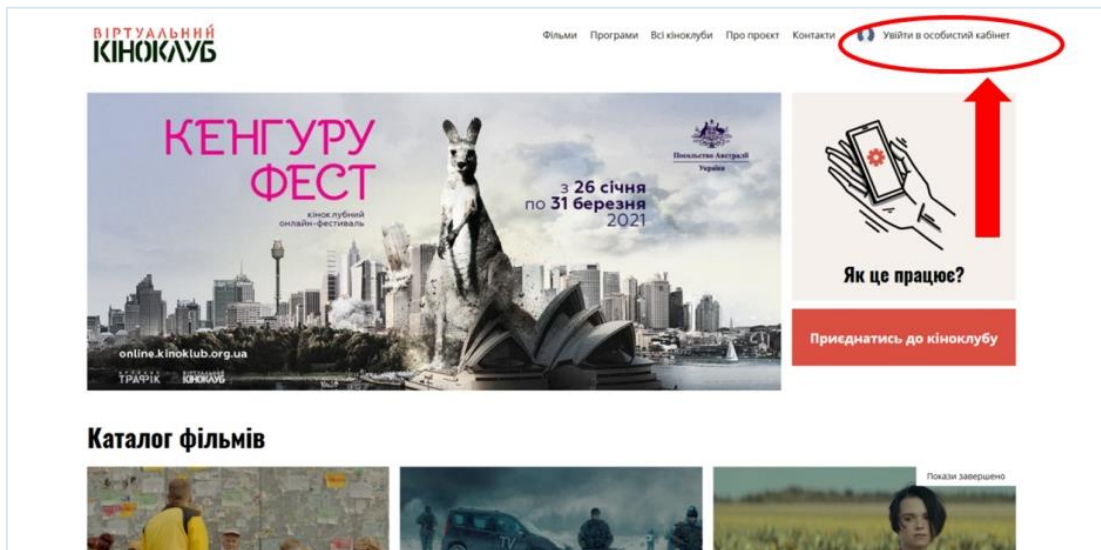 ВІРТУАЛЬНИЙ
КІНОКЛУБ
Фільми Програми Всі кіноклуби Про проєкт Контакти Увійти в особистий кабінет
КЕНГУРУ
ФЕСТ
кіноклубний
онлайн-фестиваль
Посольство Австралії
Україна
з 26 січня
по 31 березня
2021
online.kinoklub.org.ua
ТРАФІК
ВІРТУАЛЬНИЙ
КІНОКЛУБ
Як це працює?
Приєднатись до кіноклубу
Каталог фільмів
TV
Покази завершено